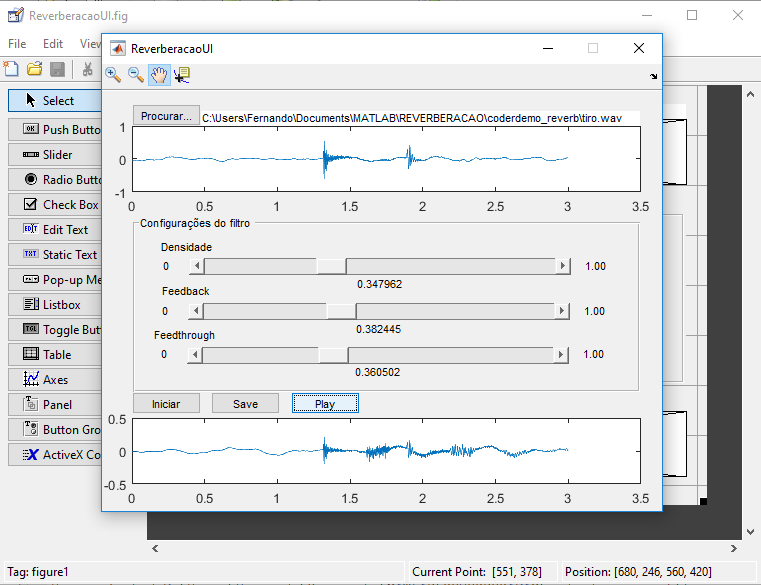 ReverberacaoUI.fig
File Edit View
ReverberacaoUI
Select
Push Butto
Slider
Radio Butto
Check Box
Edit Text
Static Text
Pop-up Me
Listbox
Toggle But
Table
Axes
Panel
Button Gro
ActiveX Co
OK
EDIT
TXT
TGL
Procurar... C:\Users\Fernando\Documents\MATLAB\REVERBERACAO\coderdemo_reverb\tiro.wav
1
0
-1
0 0.5 1 1.5 2 2.5 3 3.5
Configurações do filtro
Densidade
0 1.00
0.347962
Feedback
0 1.00
0.382445
Feedthrough
0 1.00
0.360502
Iniciar Save Play
0.5
0
-0.5
0 0.5 1 1.5 2 2.5 3 3.5
Tag: figure1 Current Point: [551, 378] Position: [680, 246, 560, 420]